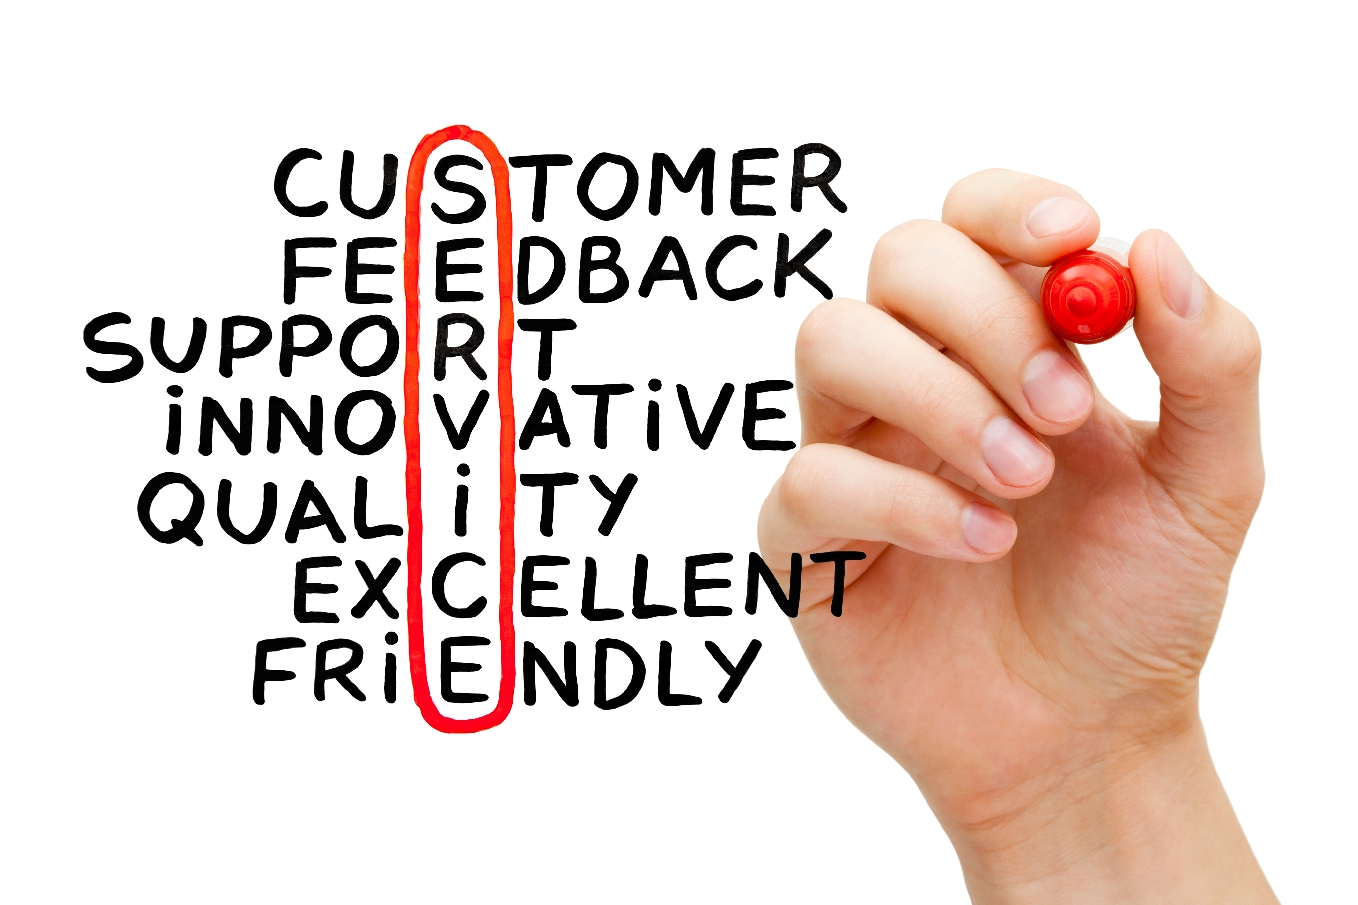 CUSTOMER
FEEDBACK
SUPPORT
iNNOVATiVE
QUALiTY
EXCELLENT
FRiENDLY